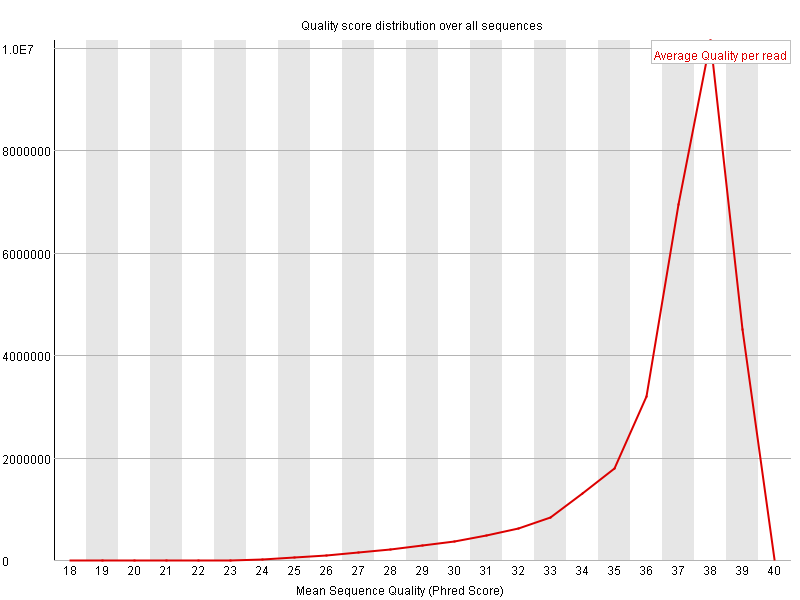 Quality score distribution over all sequences
Average Quality per read
1.0E7
8000000
6000000
4000000
2000000
0
18 19 20 21 22 23 24 25 26 27 28 29 30 31 32 33 34 35 36 37 38 39 40
Mean Sequence Quality (Phred Score)